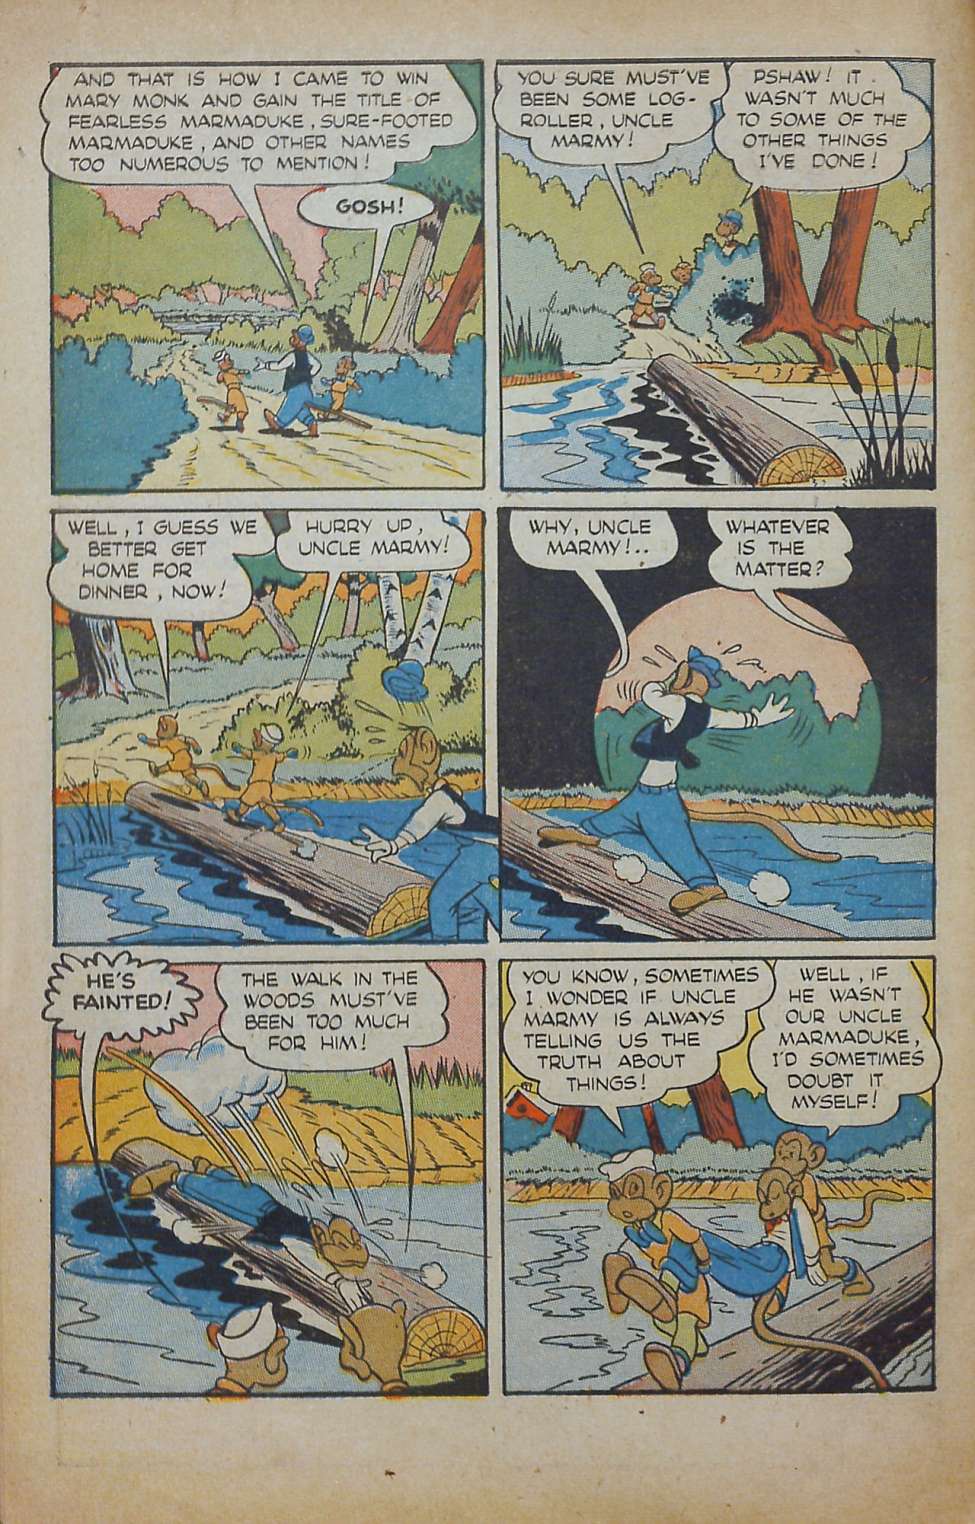 AND THAT IS HOW I CAME TO WIN
MARY MONK AND GAIN THE TITLE OF
FEARLESS MARMADUKE, SURE-FOOTED
MARMADUKE, AND OTHER NAMES
TOO NUMEROUS TO MENTION!
GOSH!
YOU SURE MUST'VE
BEEN SOME LOG-
ROLLER, UNCLE
MARMY!
PSHAW! IT
WASN'T MUCH
TO SOME OF THE
OTHER THINGS
I'VE DONE!
WELL, I GUESS WE
BETTER GET
HOME FOR
DINNER, NOW!
HURRY UP,
UNCLE MARMY!
WHY, UNCLE
MARMY!..
WHATEVER
IS THE
MATTER?
HE'S
FAINTED!
THE WALK IN THE
WOODS MUST'VE
BEEN TOO MUCH
FOR HIM!
YOU KNOW, SOMETIMES
I WONDER IF UNCLE
MARMY IS ALWAYS
TELLING US THE
TRUTH ABOUT
THINGS!
WELL, IF
HE WASN'T
OUR UNCLE
MARMADUKE,
I'D SOMETIMES
DOUBT IT
MYSELF!